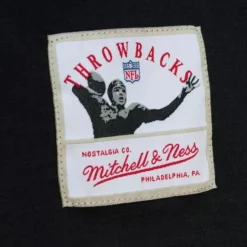 THROWBACKS
NFL
NOSTALGIA CO.
Mitchell & Ness
PHILADELPHIA, PA.